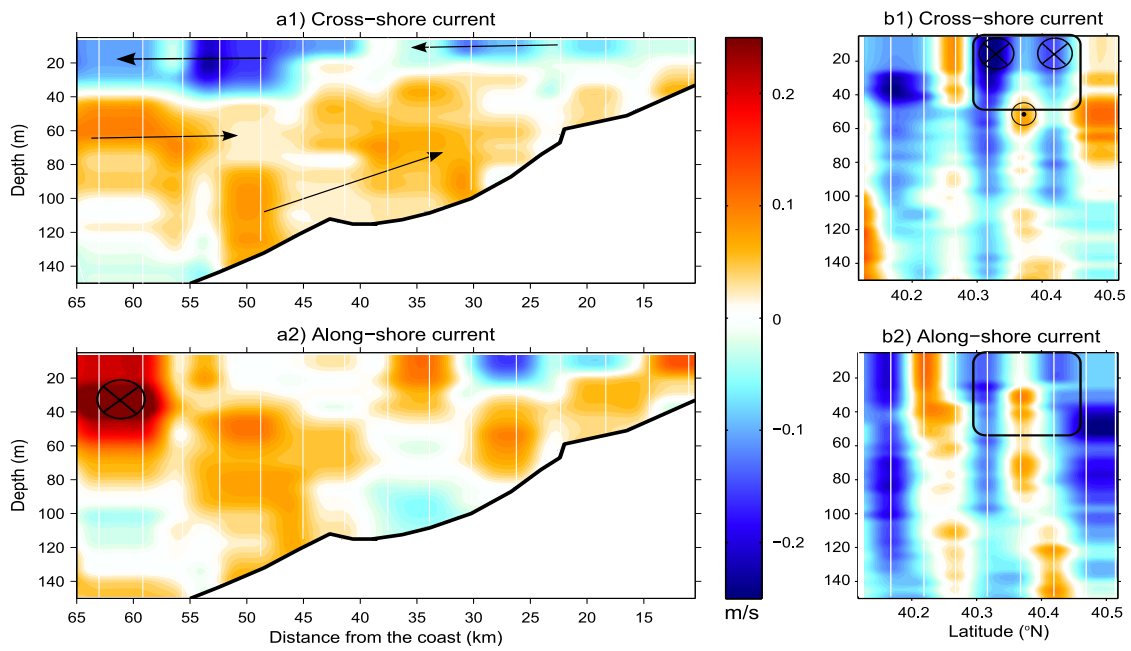 a1) Cross−shore current
Depth (m)
20
40
60
80
100
120
140
65 60 55 50 45 40 35 30 25 20 15
a2) Along−shore current
Depth (m)
20
40
60
80
100
120
140
65 60 55 50 45 40 35 30 25 20 15
Distance from the coast (km)
0.2
0.1
0
−0.1
−0.2
m/s
b1) Cross−shore current
20
40
60
80
100
120
140
40.2 40.3 40.4 40.5
b2) Along−shore current
20
40
60
80
100
120
140
40.2 40.3 40.4 40.5
Latitude (°N)